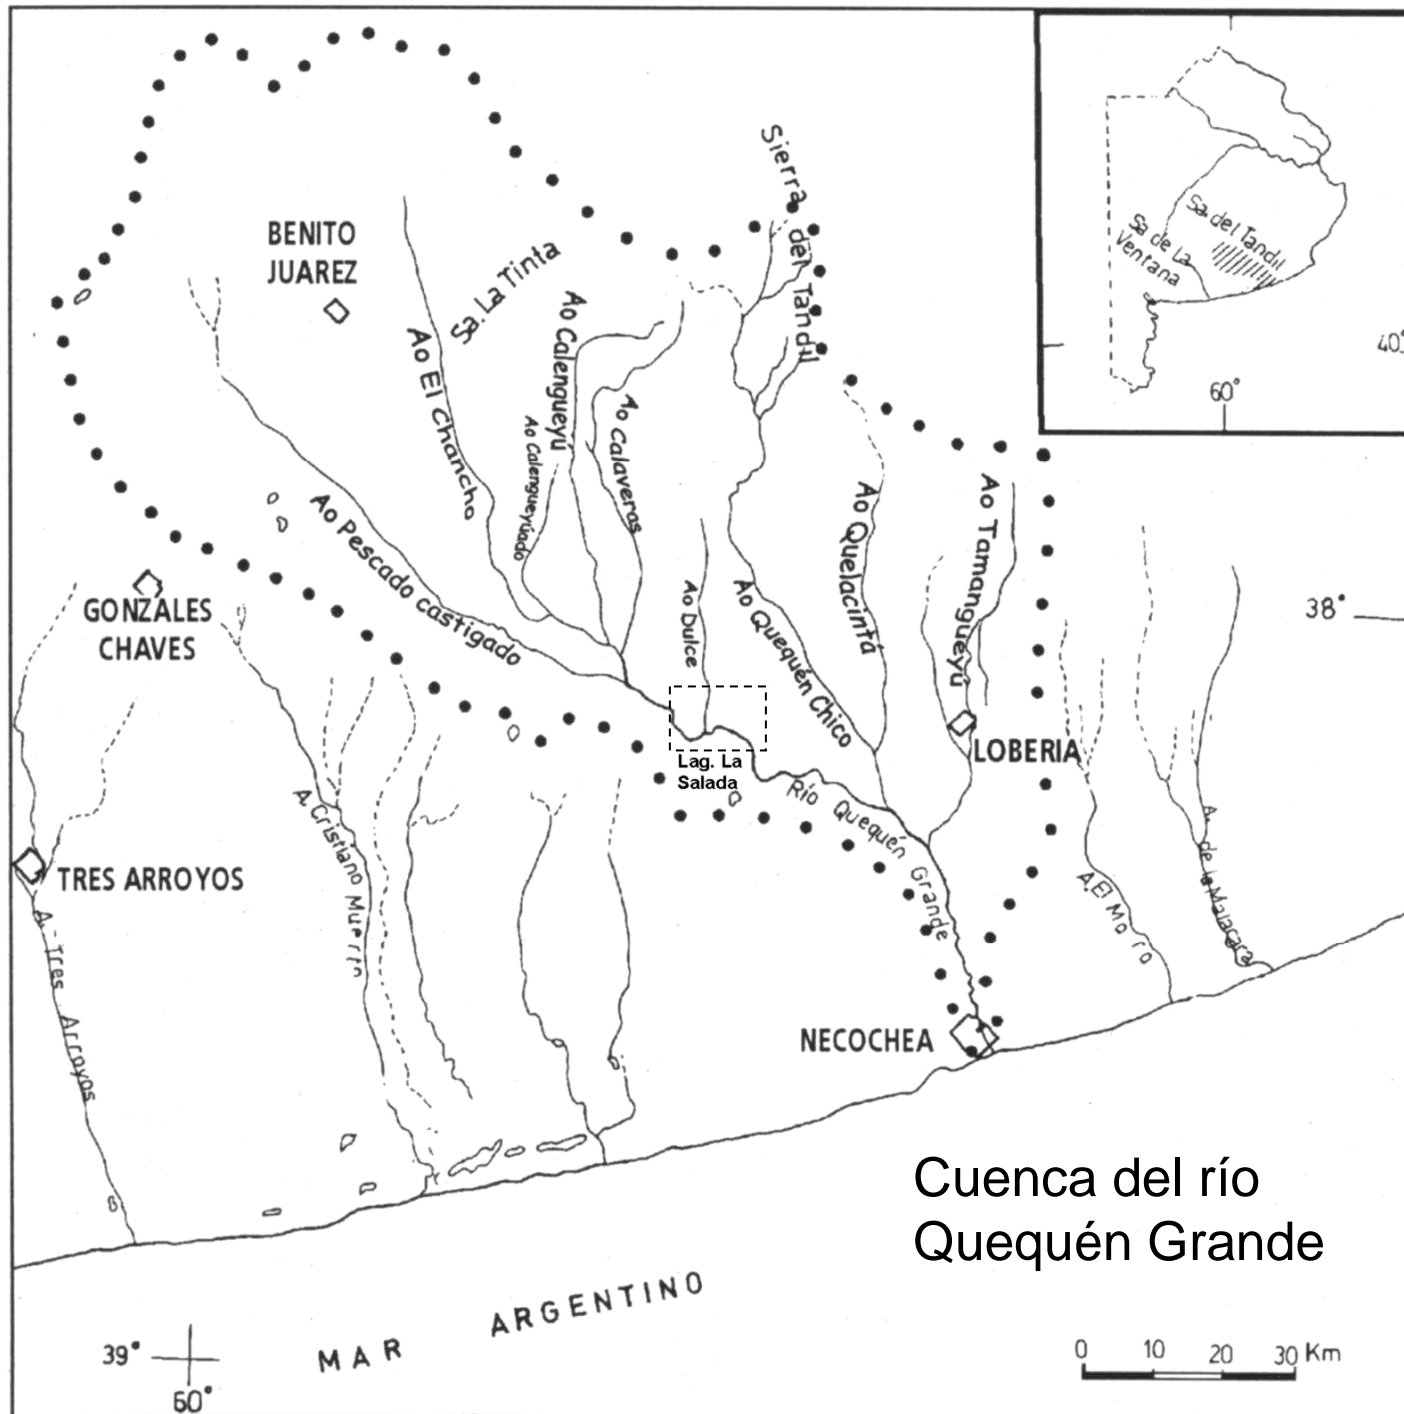 Sierra del Tandil
BENITO
JUAREZ
Sa. La Tinta
Ao El Chancho
Ao Calengueyú
Ao Calengueyúado
Ao Calaveras
Ao Pescado castigado
Ao Dulce
Ao Quequén Chico
Ao Quelacintá
Ao Tamangueyú
GONZALES
CHAVES
LOBERIA
Lag. La
Salada
Río Quequén Grande
TRES ARROYOS
A. Tres Arroyos
A. Cristiano Muerto
A. El Moro
A. de la Malacara
NECOCHEA
Sa. del Tandil
Sa de La
Ventana
40°
60°
38°
Cuenca del río
Quequén Grande
MAR ARGENTINO
39°
60°
0 10 20 30 Km